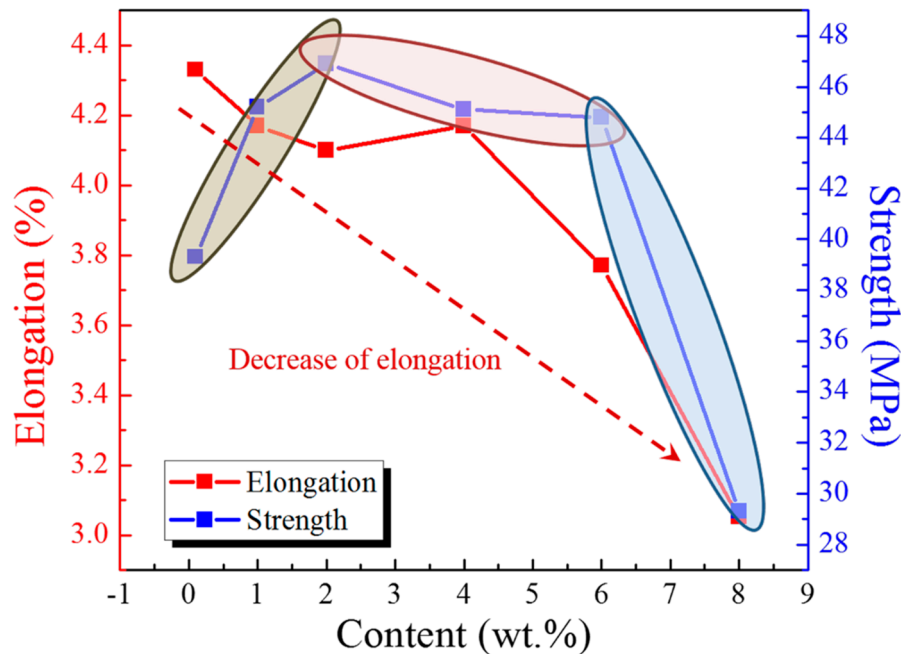 Elongation (%)
4.4
4.2
4.0
3.8
3.6
3.4
3.2
3.0
48
46
44
42
40
38
36
34
32
30
28
Strength (MPa)
Decrease of elongation
Elongation
Strength
-1 0 1 2 3 4 5 6 7 8 9
Content (wt.%)